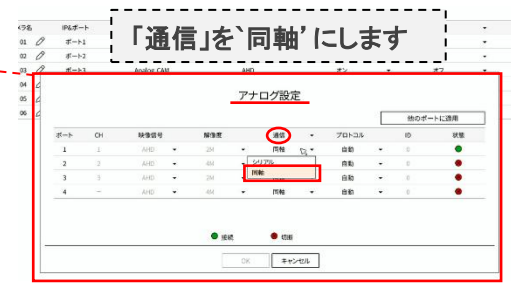 ｶﾒﾗ名 IP&ポート
「通信」を`同軸’にします
01 ポート1
02 ポート2
03 ポート3 Analog CAM AHD オン オフ
04
05
06
アナログ設定
他のポートに適用
ポート CH 映像信号 解像度 通信 プロトコル ID 状態
1 1 AHD 2M 同軸 自動 0
シリアル
2 2 AHD 4M 自動 0
同軸
3 3 AHD 2M 自動 0
4 — AHD 4M 同軸 自動 0
接続 切断
OK キャンセル